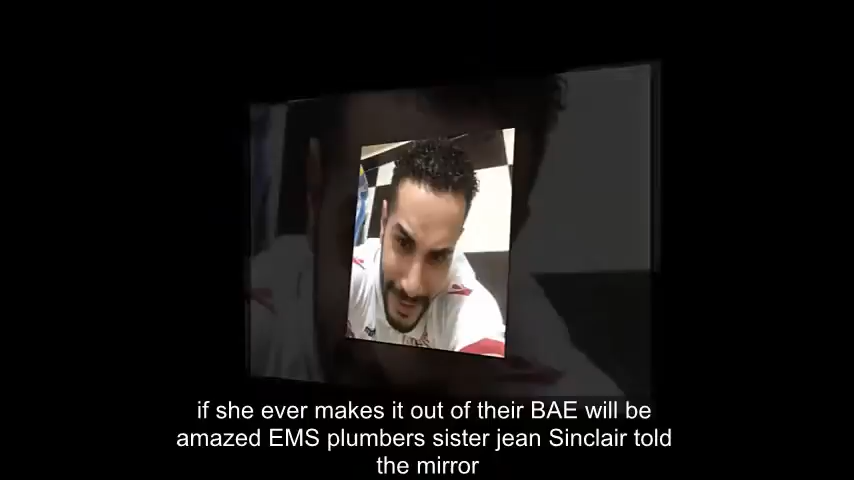 if she ever makes it out of their BAE will be
amazed EMS plumbers sister jean Sinclair told
the mirror